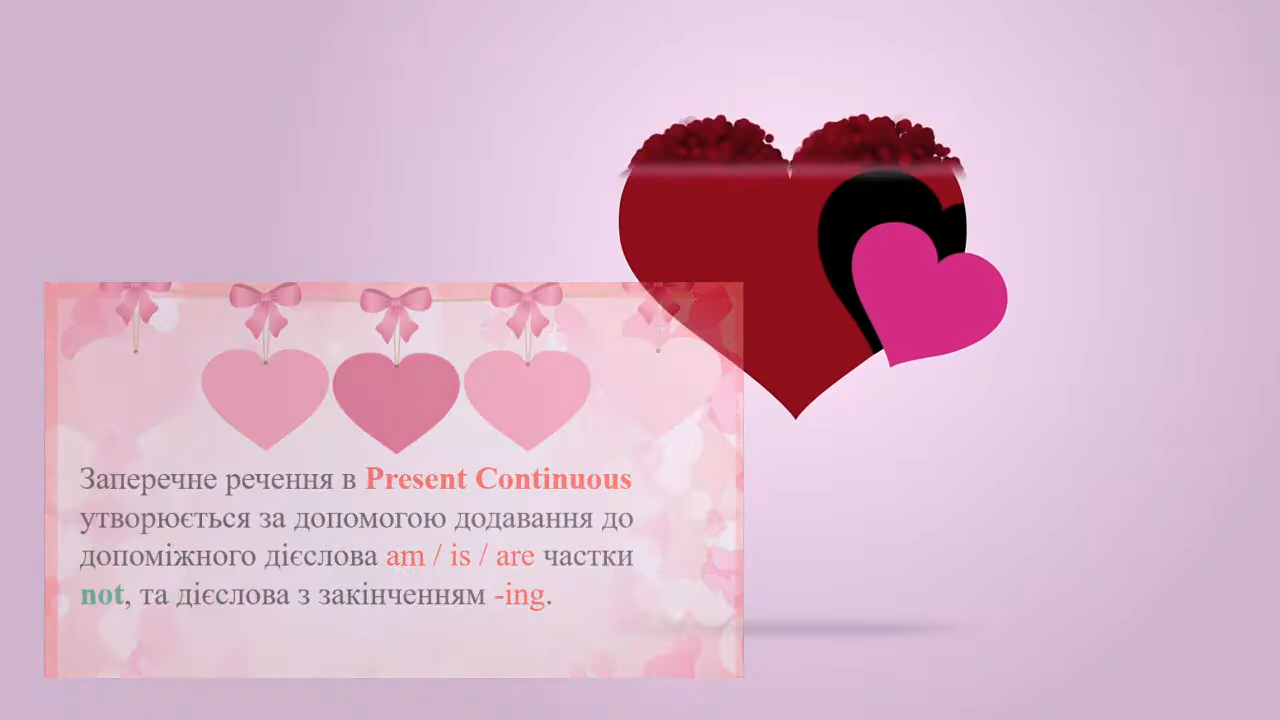 Заперечне речення в Present Continuous
утворюється за допомогою додавання до
допоміжного дієслова am / is / are частки
not, та дієслова з закінченням -ing.